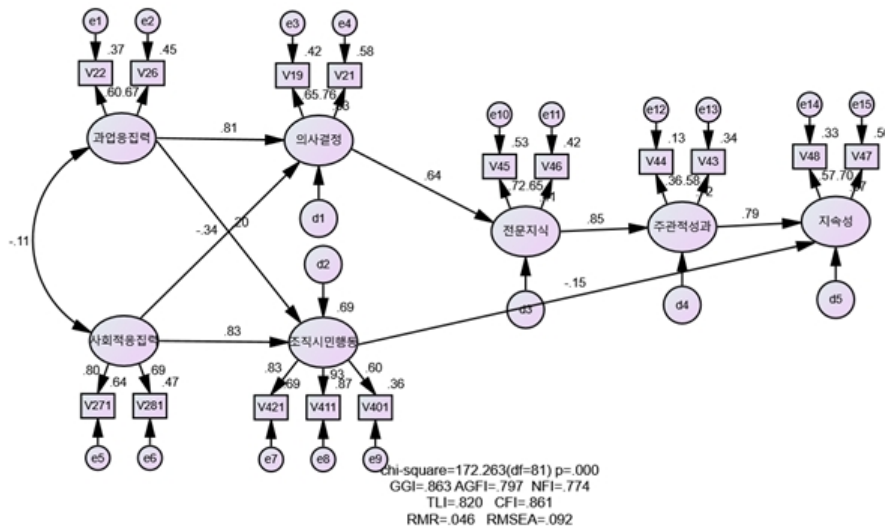 e1 e2 e3 e4
.37 .45 .42 .58
V22 V26 V19 V21
.60 .67 .65 .76
과업응집력 .81 의사결정
e10 e11 e12 e13 e14 e15
.53 .42 .13 .34 .33
V45 V46 V44 V43 V48 V47
.64 .72 .65 .36 .58 .57 .70
전문지식 .85 주관적성과 .79 지속성
d1
-.11 -.34 .20
d2 -.15
d3 d4 d5
.69
사회적응집력 .83 조직시민행동
.80 .64 .69 .47 .83 .69 .93 .87 .60 .36
V271 V281 V421 V411 V401
e5 e6 e7 e8 e9
chi-square=172.263(df=81) p=.000
GGI=.863 AGFI=.797 NFI=.774
TLI=.820 CFI=.861
RMR=.046 RMSEA=.092